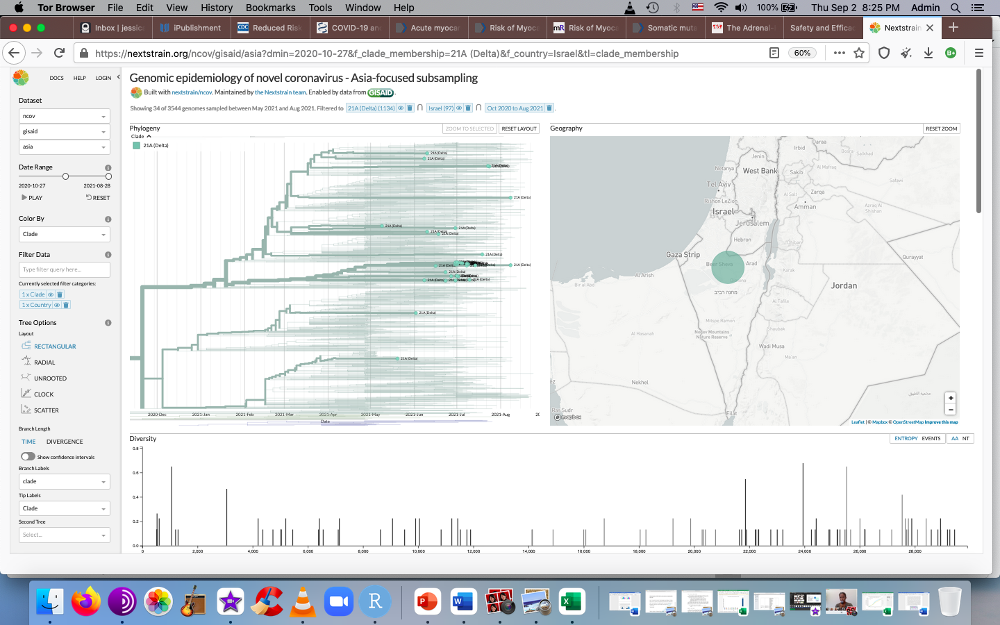 Tor Browser File Edit View History Bookmarks Tools Window Help 100% Thu Sep 2 8:25 PM Admin
Inbox | jessic iPublishment CDC Reduced Risk COVID-19 an Acute myocar Risk of Myoc mR Risk of Myoc Somatic muta The Adrenal- Safety and Effica Nextstrain
https://nextstrain.org/ncov/gisaid/asia?dmin=2020-10-27&f_clade_membership=21A (Delta)&f_country=Israel&tl=clade_membership 60% B+
DOCS HELP LOGIN
Dataset
ncov
gisaid
asia
Date Range
2020-10-27 2021-08-28
PLAY RESET
Color By
Clade
Filter Data
Type filter query here...
Currently selected filter categories:
1 x Clade
1 x Country
Tree Options
Layout
RECTANGULAR
RADIAL
UNROOTED
CLOCK
SCATTER
Branch Length
TIME DIVERGENCE
Show confidence intervals
Branch Labels
clade
Tip Labels
Clade
Second Tree
Select...
Genomic epidemiology of novel coronavirus - Asia-focused subsampling
Built with nextstrain/ncov. Maintained by the Nextstrain team. Enabled by data from GISAID.
Showing 34 of 3544 genomes sampled between May 2021 and Aug 2021. Filtered to 21A (Delta) (1134) ∩ Israel (97) ∩ Oct 2020 to Aug 2021.
Phylogeny ZOOM TO SELECTED RESET LAYOUT
Clade
21A (Delta)
21A (Delta)
21A (Delta)
21A (Delta)
21A (Delta)
21A (Delta)
21A (Delta)
21A (Delta)
21A (Delta)
21A (Delta)
21A (Delta)
21A (Delta)
2020-Dec 2021-Jan 2021-Feb 2021-Mar 2021-Apr 2021-May 2021-Jun 2021-Jul 2021-Aug
Date
Geography RESET ZOOM
Daraa
Irbid
Bosra Salkhad
Jenin
Netanya West Bank Sakib Al Mafraq
Safawi
Tel Aviv
Al Salt Zarqa
Rishon LeZion
Azraq Al Shishan
Israel Amman
Jerusalem
Hebron Dhiban
Gaza Strip
Qurayyat
Beer Sheva Arad
Karak
Al Arish
Bir al Abd Jordan
מחנה רביב
Al Tafila
Mitspe Ramon
Shaubak
Al Hasanah Negev Mountains Nature Reserve
Wadi Musa
Ma'an
Nekhel
Ras Sudr
Eilat
mapbox
+
−
Leaflet | © Mapbox © OpenStreetMap Improve this map
Diversity ENTROPY EVENTS AA NT
0.8
0.6
0.4
0.2
0.0
0 2,000 4,000 6,000 8,000 10,000 12,000 14,000 16,000 18,000 20,000 22,000 24,000 26,000 28,000
R P W X